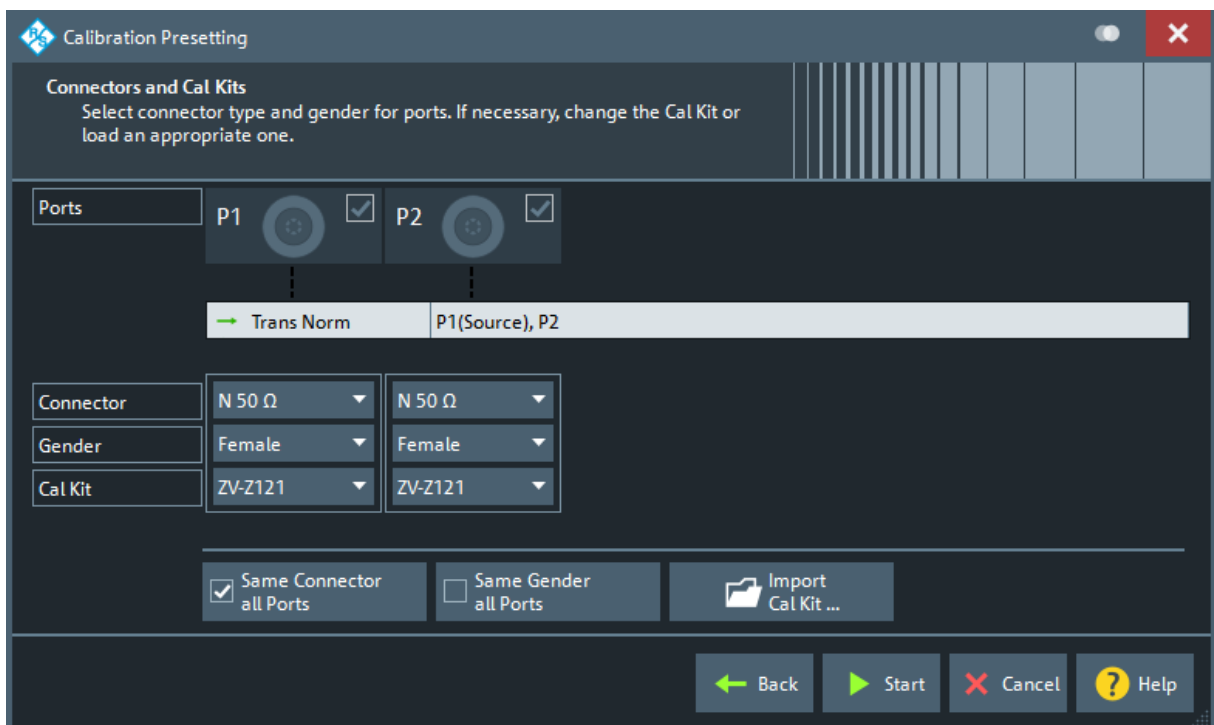 R&S Calibration Presetting
Connectors and Cal Kits
Select connector type and gender for ports. If necessary, change the Cal Kit or
load an appropriate one.
Ports P1 P2
Trans Norm P1(Source), P2
Connector N 50 Ω N 50 Ω
Gender Female Female
Cal Kit ZV-Z121 ZV-Z121
Same Connector
all Ports
Same Gender
all Ports
Import
Cal Kit ...
Back Start Cancel ? Help